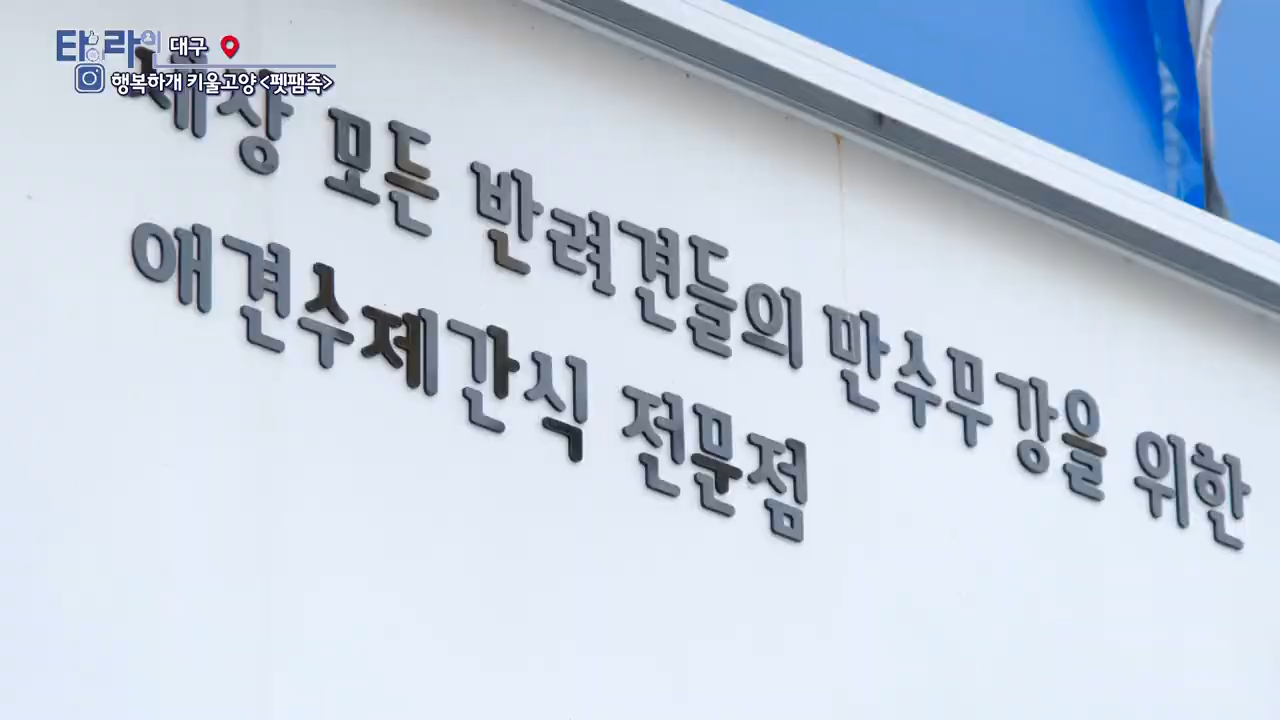 대구
행복하개 키울고양 <펫팸족>
세상 모든 반려견들의 만수무강을 위한
애견수제간식 전문점